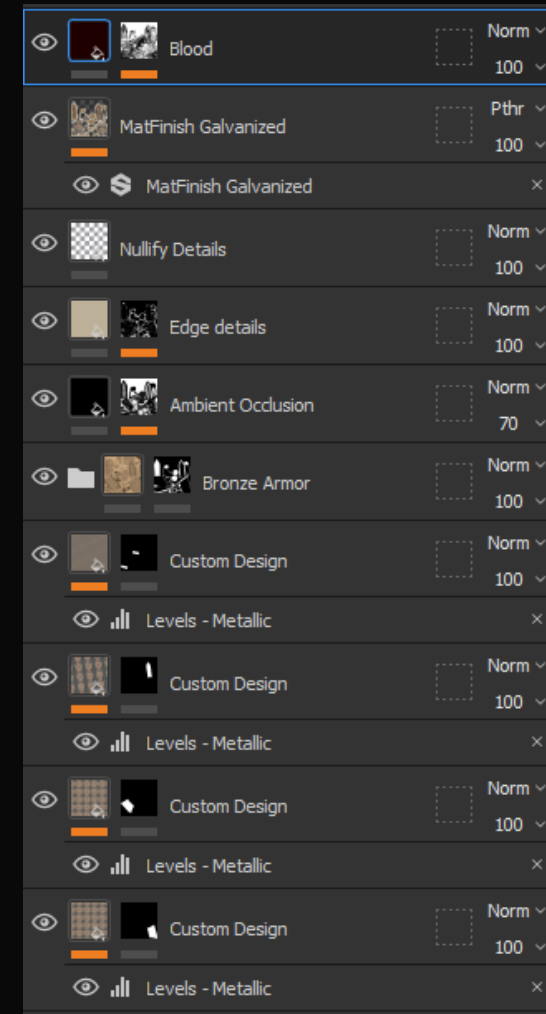 Blood Norm
100
MatFinish Galvanized Pthr
100
MatFinish Galvanized
Nullify Details Norm
100
Edge details Norm
100
Ambient Occlusion Norm
70
Bronze Armor Norm
100
Custom Design Norm
100
Levels - Metallic
Custom Design Norm
100
Levels - Metallic
Custom Design Norm
100
Levels - Metallic
Custom Design Norm
100
Levels - Metallic